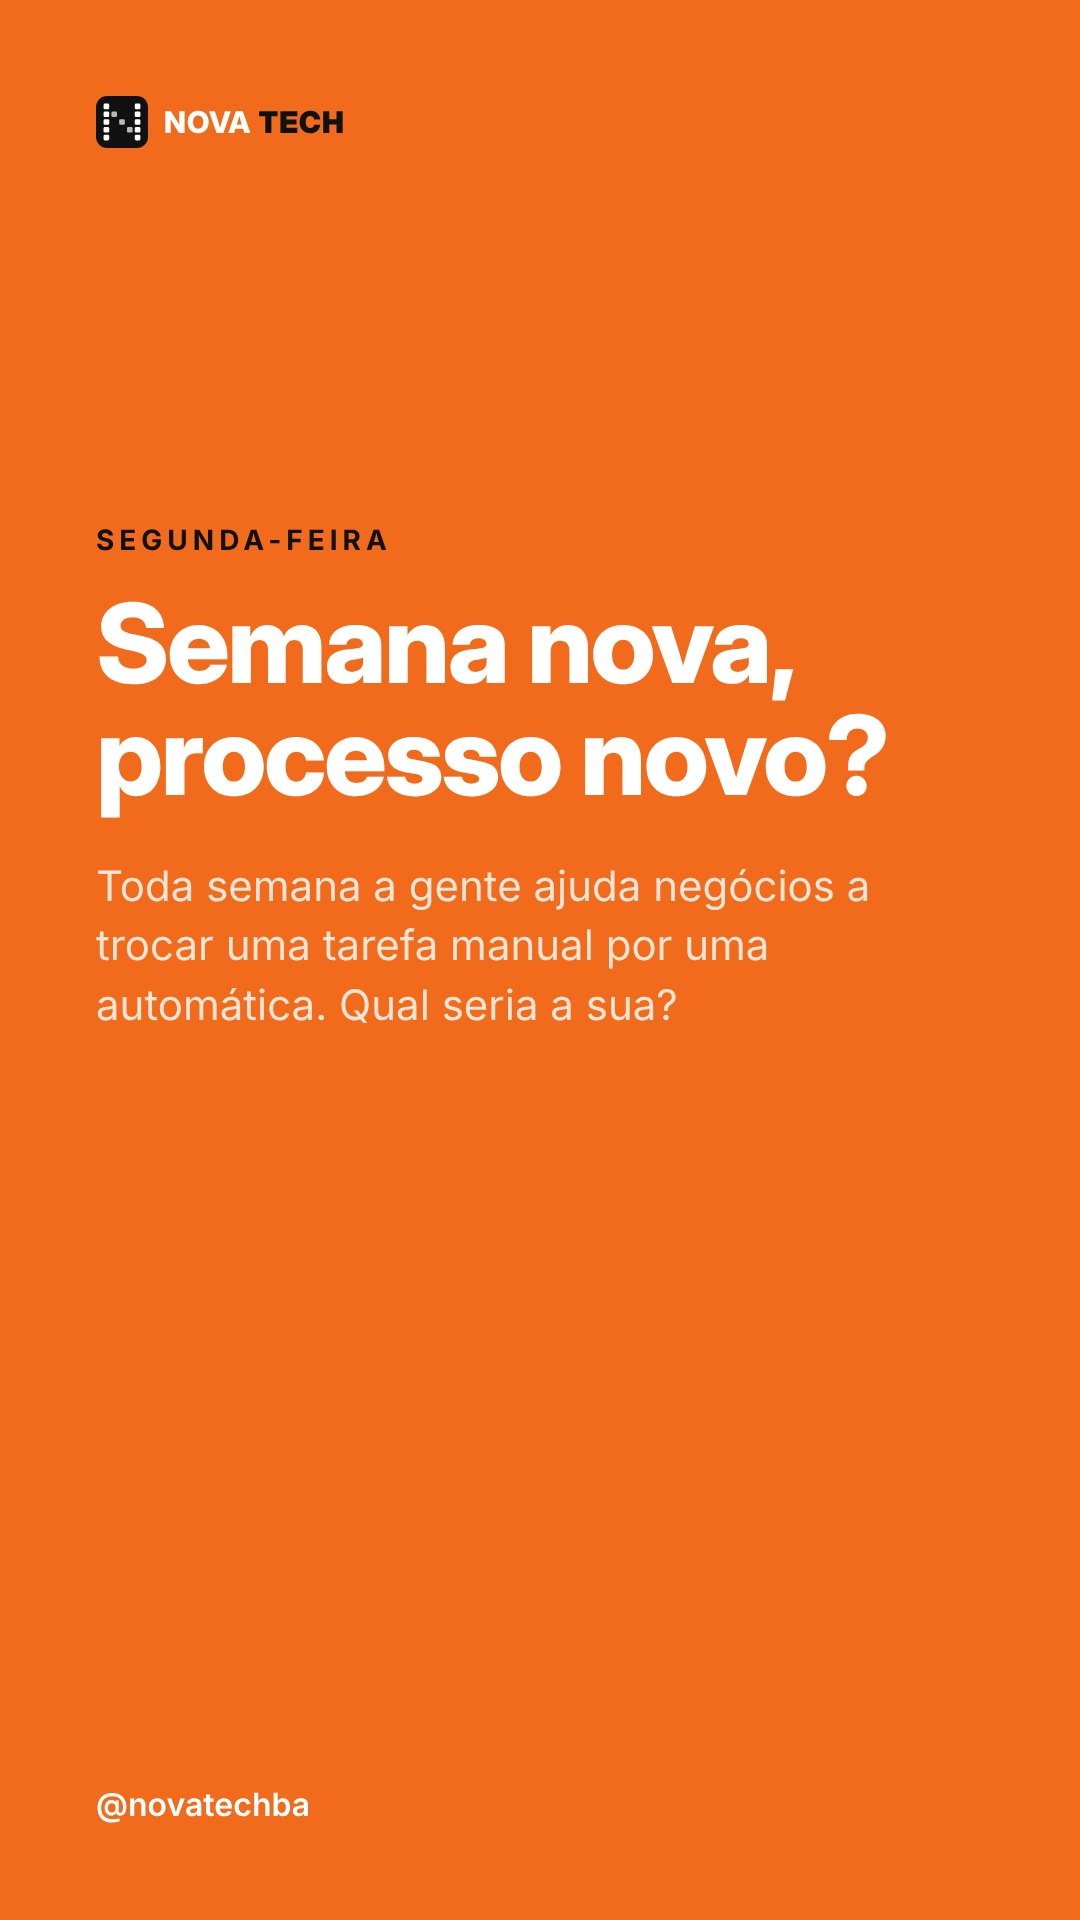 NOVA TECH
SEGUNDA-FEIRA
Semana nova,
processo novo?
Toda semana a gente ajuda negócios a
trocar uma tarefa manual por uma
automática. Qual seria a sua?
@novatechba